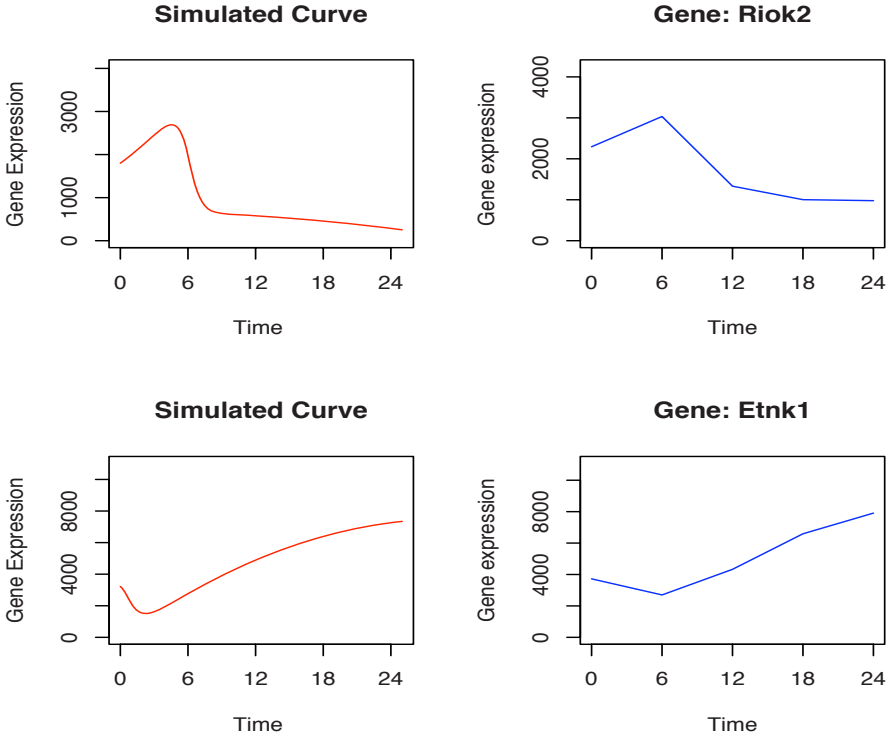 Simulated Curve
Gene Expression
3000
1000
0
0 6 12 18 24
Time
Gene: Riok2
Gene expression
4000
2000
0
0 6 12 18 24
Time
Simulated Curve
Gene Expression
8000
4000
0
0 6 12 18 24
Time
Gene: Etnk1
Gene expression
8000
4000
0
0 6 12 18 24
Time